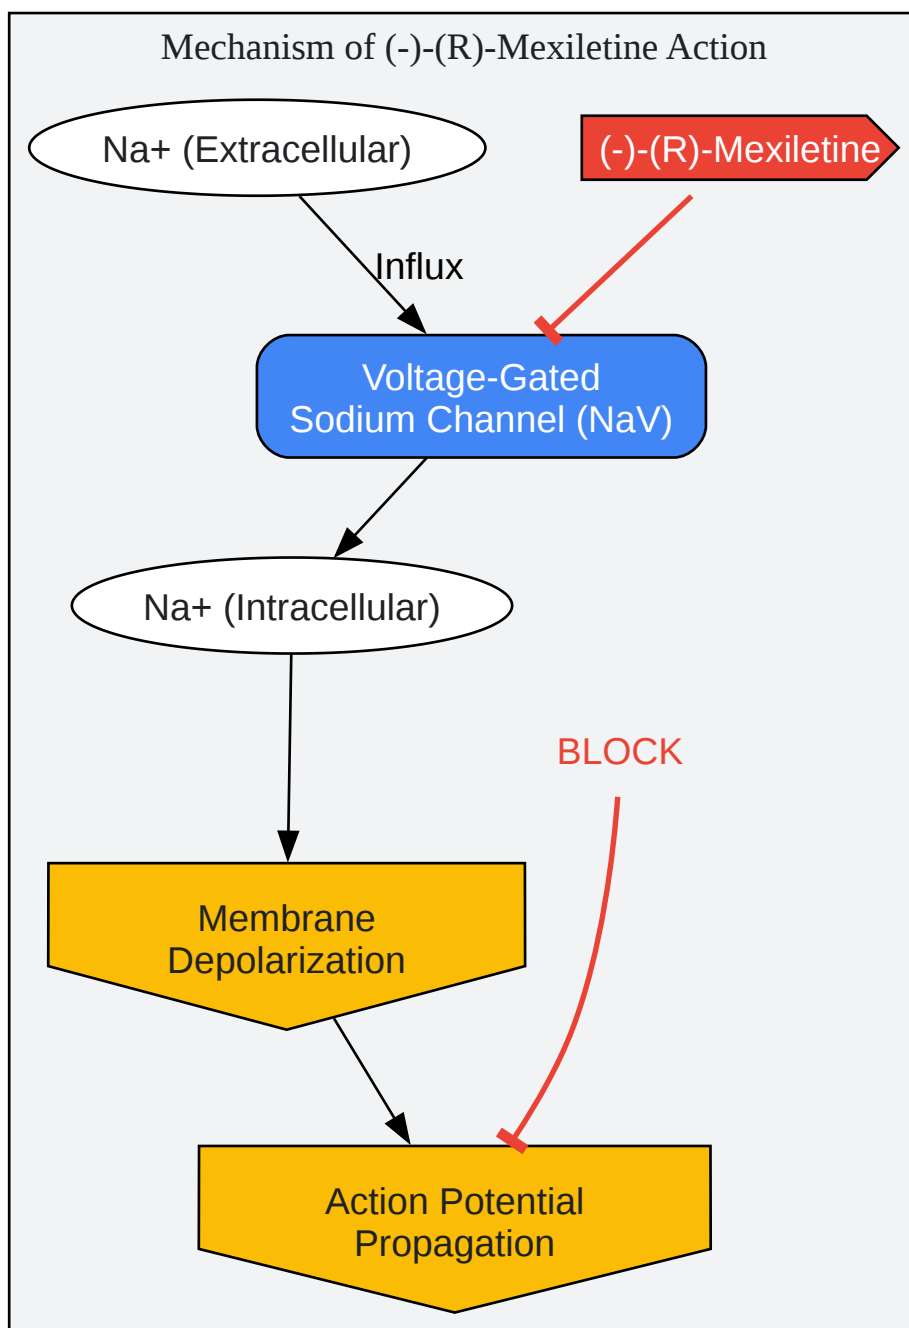 Mechanism of (-)-(R)-Mexiletine Action
Na+ (Extracellular)
(-)-(R)-Mexiletine
Influx
Voltage-Gated
Sodium Channel (NaV)
Na+ (Intracellular)
BLOCK
Membrane
Depolarization
Action Potential
Propagation